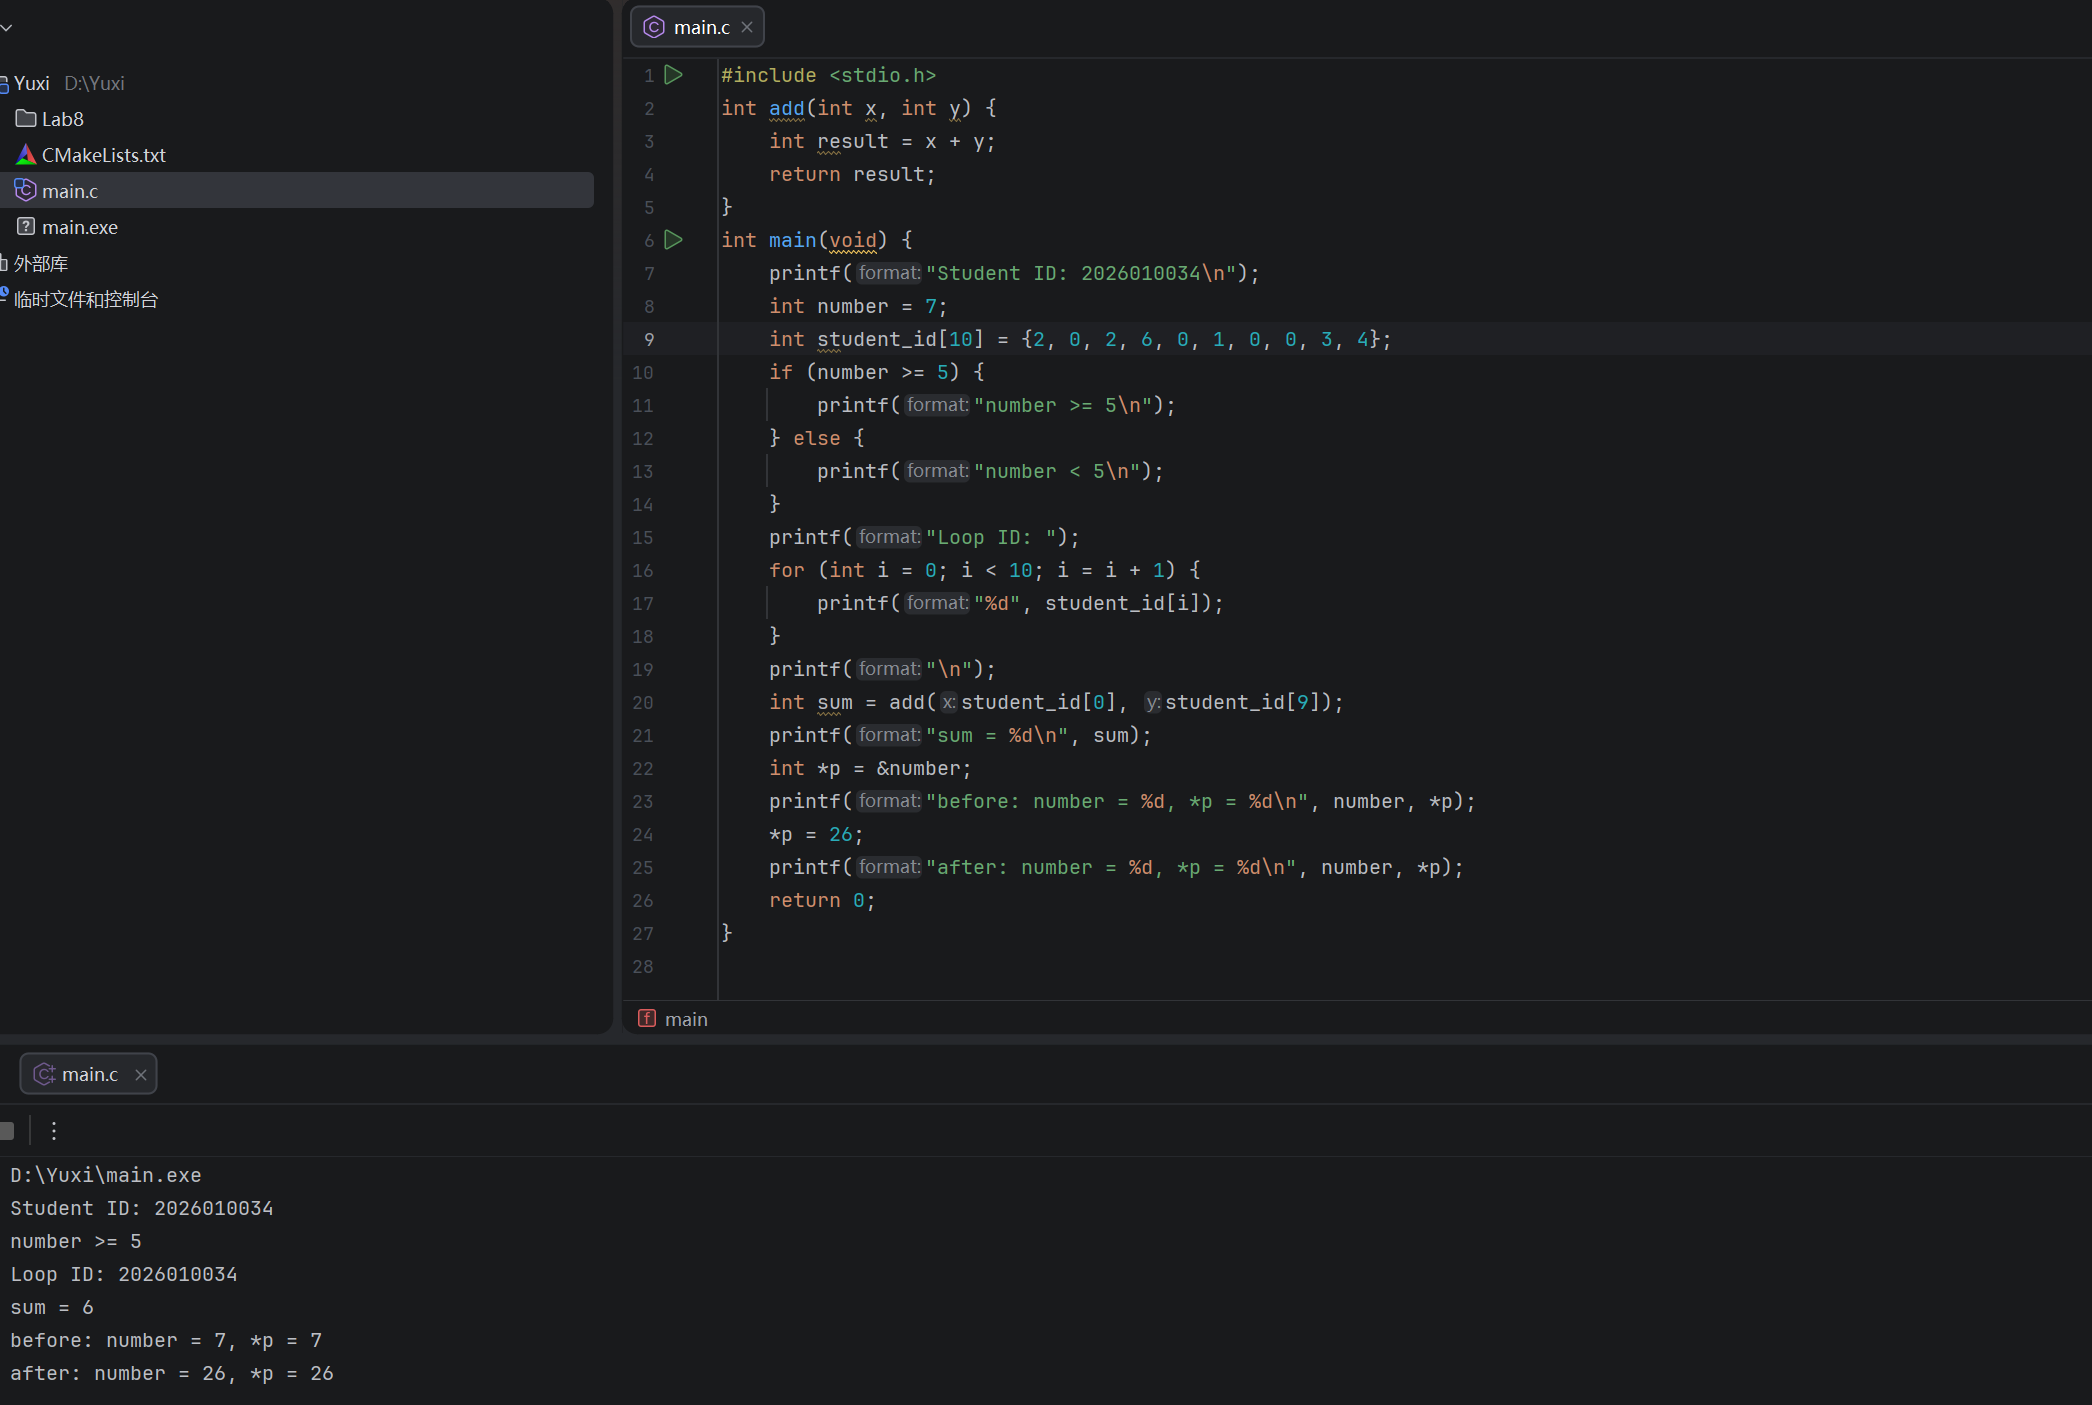 Yuxi D:\Yuxi
Lab8
CMakeLists.txt
main.c
main.exe
外部库
临时文件和控制台
main.c
1 #include <stdio.h>
2 int add(int x, int y) {
3     int result = x + y;
4     return result;
5 }
6 int main(void) {
7     printf(format:"Student ID: 2026010034\n");
8     int number = 7;
9     int student_id[10] = {2, 0, 2, 6, 0, 1, 0, 0, 3, 4};
10     if (number >= 5) {
11         printf(format:"number >= 5\n");
12     } else {
13         printf(format:"number < 5\n");
14     }
15     printf(format:"Loop ID: ");
16     for (int i = 0; i < 10; i = i + 1) {
17         printf(format:"%d", student_id[i]);
18     }
19     printf(format:"\n");
20     int sum = add(x:student_id[0], y:student_id[9]);
21     printf(format:"sum = %d\n", sum);
22     int *p = &number;
23     printf(format:"before: number = %d, *p = %d\n", number, *p);
24     *p = 26;
25     printf(format:"after: number = %d, *p = %d\n", number, *p);
26     return 0;
27 }
28
main
main.c
D:\Yuxi\main.exe
Student ID: 2026010034
number >= 5
Loop ID: 2026010034
sum = 6
before: number = 7, *p = 7
after: number = 26, *p = 26